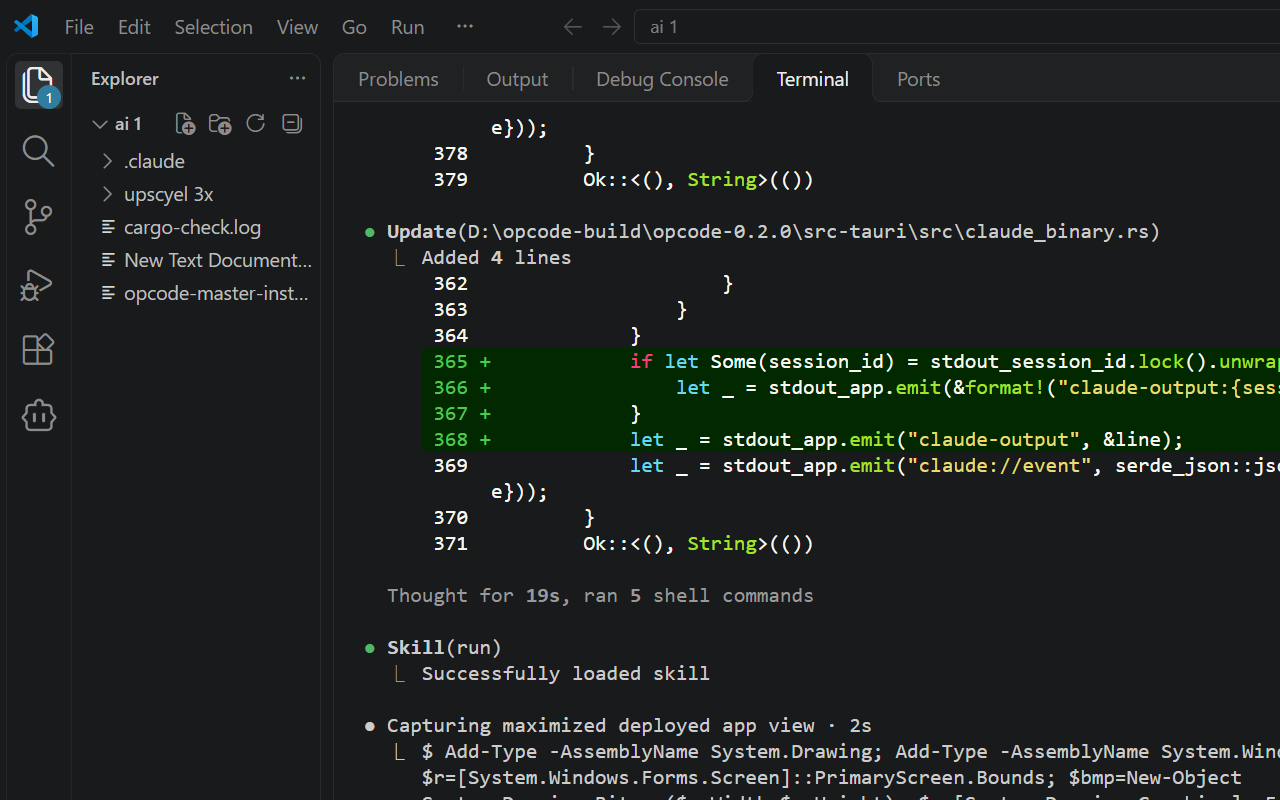 File Edit Selection View Go Run ···
ai 1
Explorer ···
ai 1
.claude
upscyel 3x
cargo-check.log
New Text Document...
opcode-master-inst...
1
Problems Output Debug Console Terminal Ports
e}));
378 }
379 Ok::<(), String>(())
● Update(D:\opcode-build\opcode-0.2.0\src-tauri\src\claude_binary.rs)
⎿ Added 4 lines
362 }
363 }
364 }
365 + if let Some(session_id) = stdout_session_id.lock().unwrap
366 + let _ = stdout_app.emit(&format!("claude-output:{sess
367 + }
368 + let _ = stdout_app.emit("claude-output", &line);
369 let _ = stdout_app.emit("claude://event", serde_json::jso
e}));
370 }
371 Ok::<(), String>(())
Thought for 19s, ran 5 shell commands
● Skill(run)
⎿ Successfully loaded skill
● Capturing maximized deployed app view · 2s
⎿ $ Add-Type -AssemblyName System.Drawing; Add-Type -AssemblyName System.Wind
$r=[System.Windows.Forms.Screen]::PrimaryScreen.Bounds; $bmp=New-Object